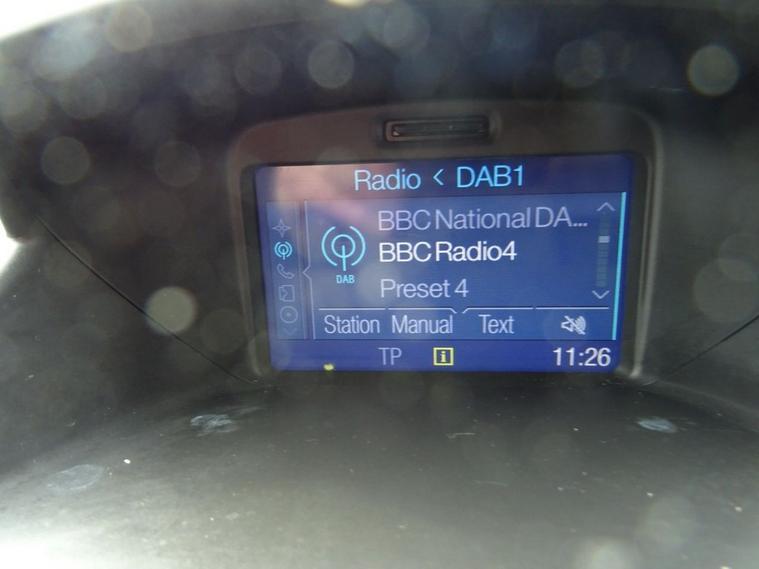 Radio < DAB1
BBC National DA...
BBC Radio4
DAB
Preset 4
Station Manual Text
TP i 11:26